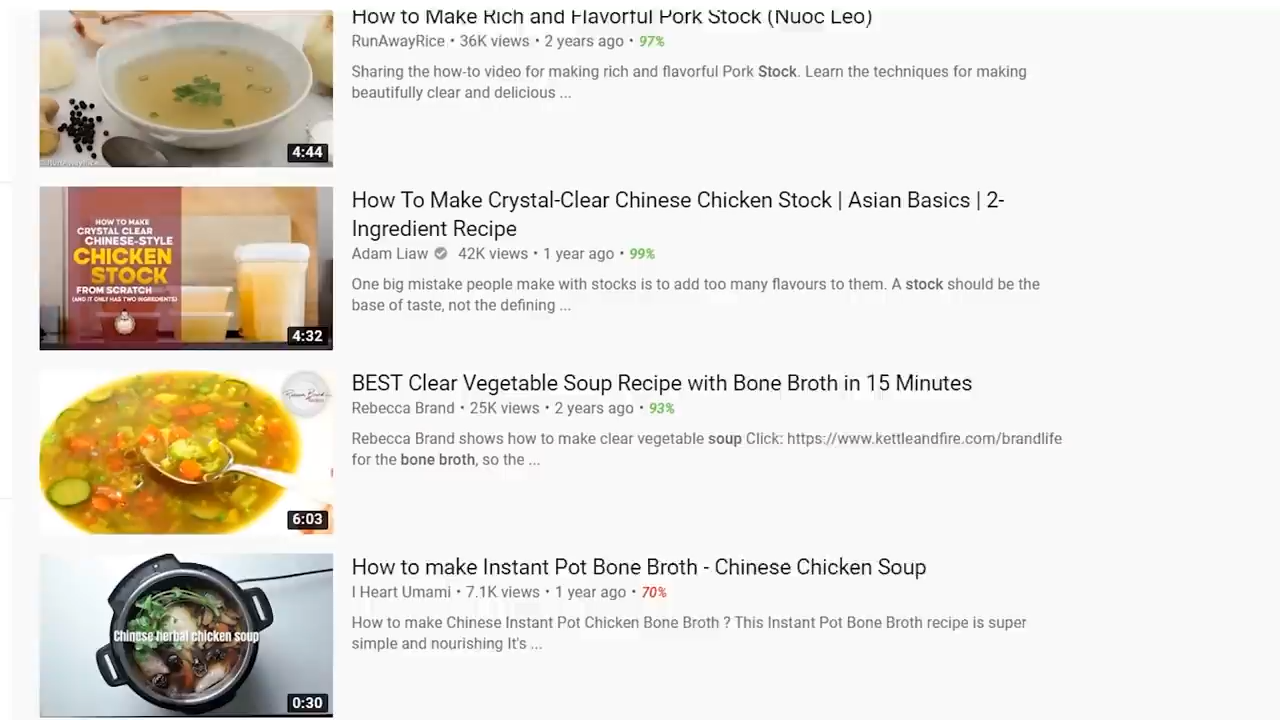 How to Make Rich and Flavorful Pork Stock (Nuoc Leo)
RunAwayRice • 36K views • 2 years ago • 97%
Sharing the how-to video for making rich and flavorful Pork Stock. Learn the techniques for making
beautifully clear and delicious ...
RunAwayRice
4:44
How To Make Crystal-Clear Chinese Chicken Stock | Asian Basics | 2-
Ingredient Recipe
Adam Liaw 42K views • 1 year ago • 99%
One big mistake people make with stocks is to add too many flavours to them. A stock should be the
base of taste, not the defining ...
HOW TO MAKE
CRYSTAL CLEAR
CHINESE-STYLE
CHICKEN
STOCK
FROM SCRATCH
(AND IT ONLY HAS TWO INGREDIENTS)
4:32
BEST Clear Vegetable Soup Recipe with Bone Broth in 15 Minutes
Rebecca Brand • 25K views • 2 years ago • 93%
Rebecca Brand shows how to make clear vegetable soup Click: https://www.kettleandfire.com/brandlife
for the bone broth, so the ...
Rebecca Brand
6:03
How to make Instant Pot Bone Broth - Chinese Chicken Soup
I Heart Umami • 7.1K views • 1 year ago • 70%
How to make Chinese Instant Pot Chicken Bone Broth ? This Instant Pot Bone Broth recipe is super
simple and nourishing It's ...
Chinese herbal chicken soup
0:30